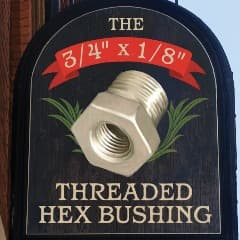 THE
3/4" x 1/8"
THREADED
HEX BUSHING